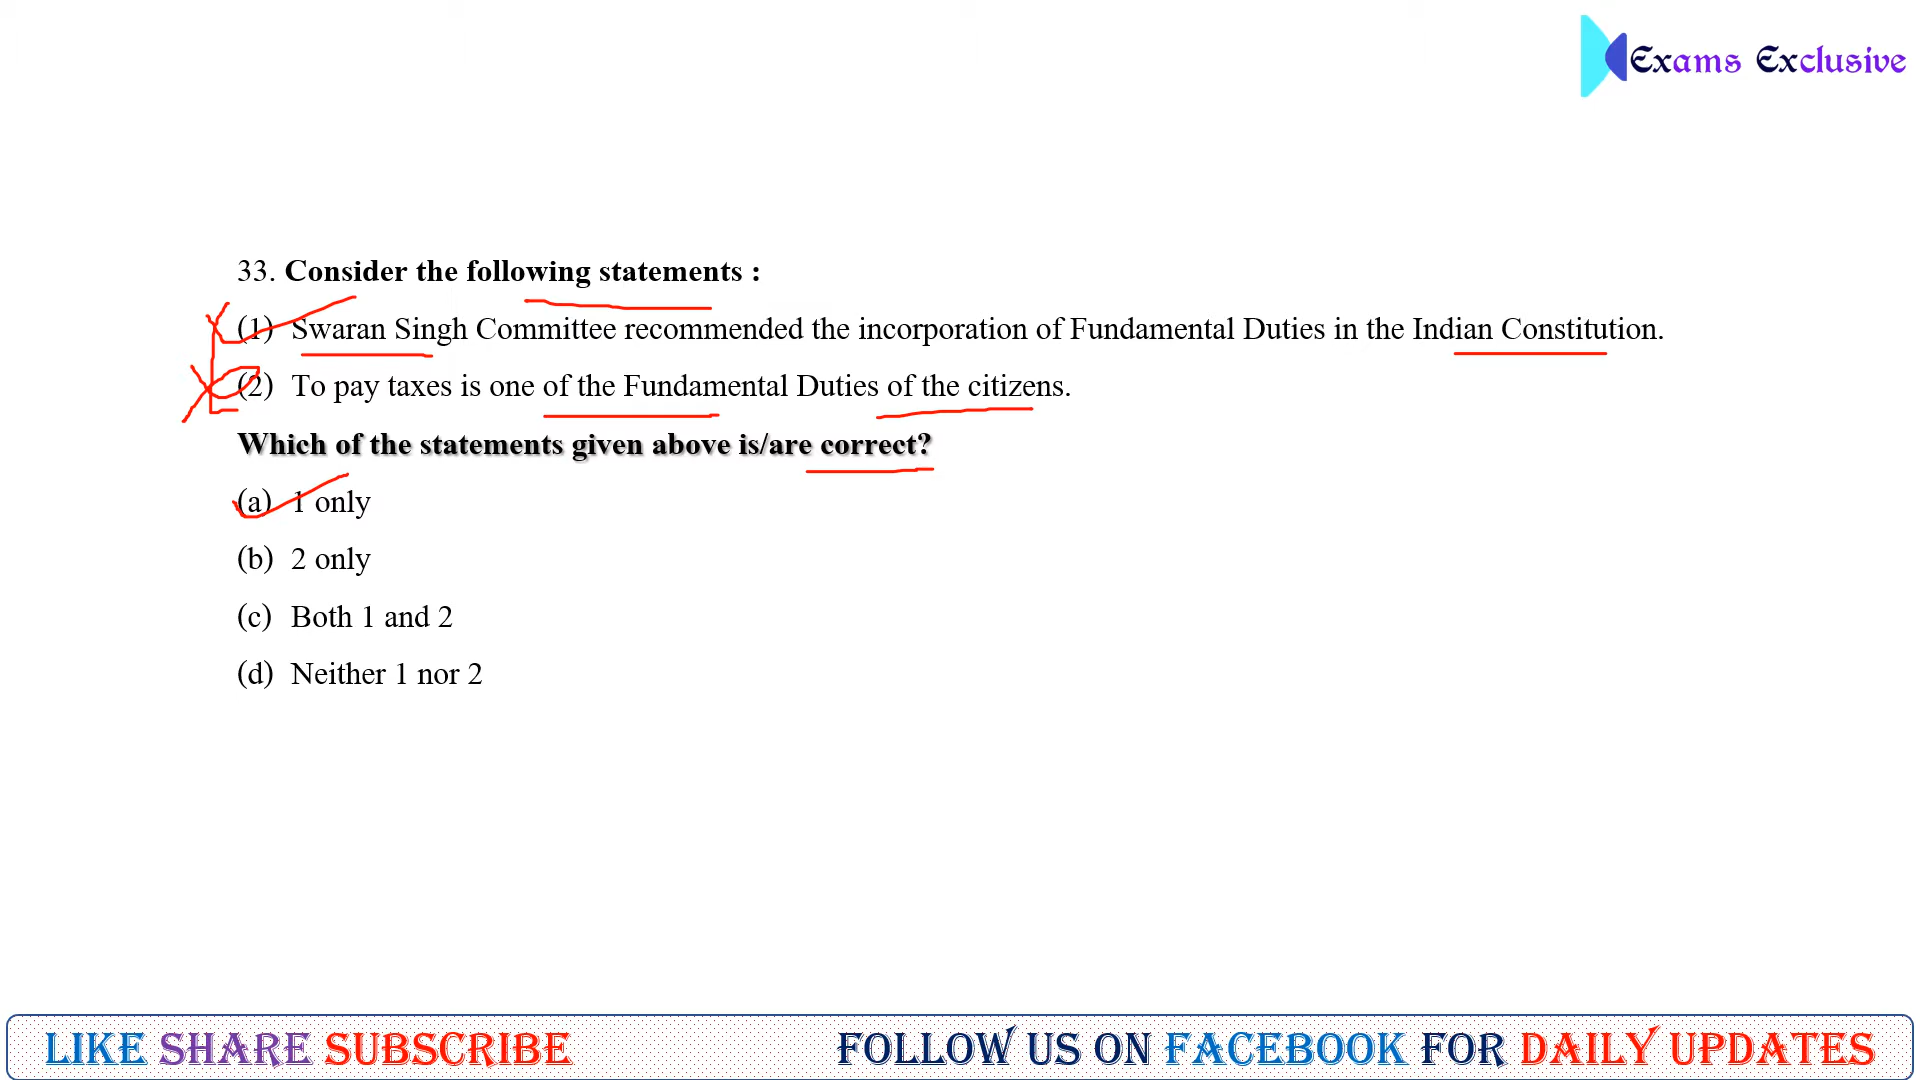 Exams Exclusive
33. Consider the following statements :
(1) Swaran Singh Committee recommended the incorporation of Fundamental Duties in the Indian Constitution.
(2) To pay taxes is one of the Fundamental Duties of the citizens.
Which of the statements given above is/are correct?
(a) 1 only
(b) 2 only
(c) Both 1 and 2
(d) Neither 1 nor 2
LIKE SHARE SUBSCRIBE FOLLOW US ON FACEBOOK FOR DAILY UPDATES